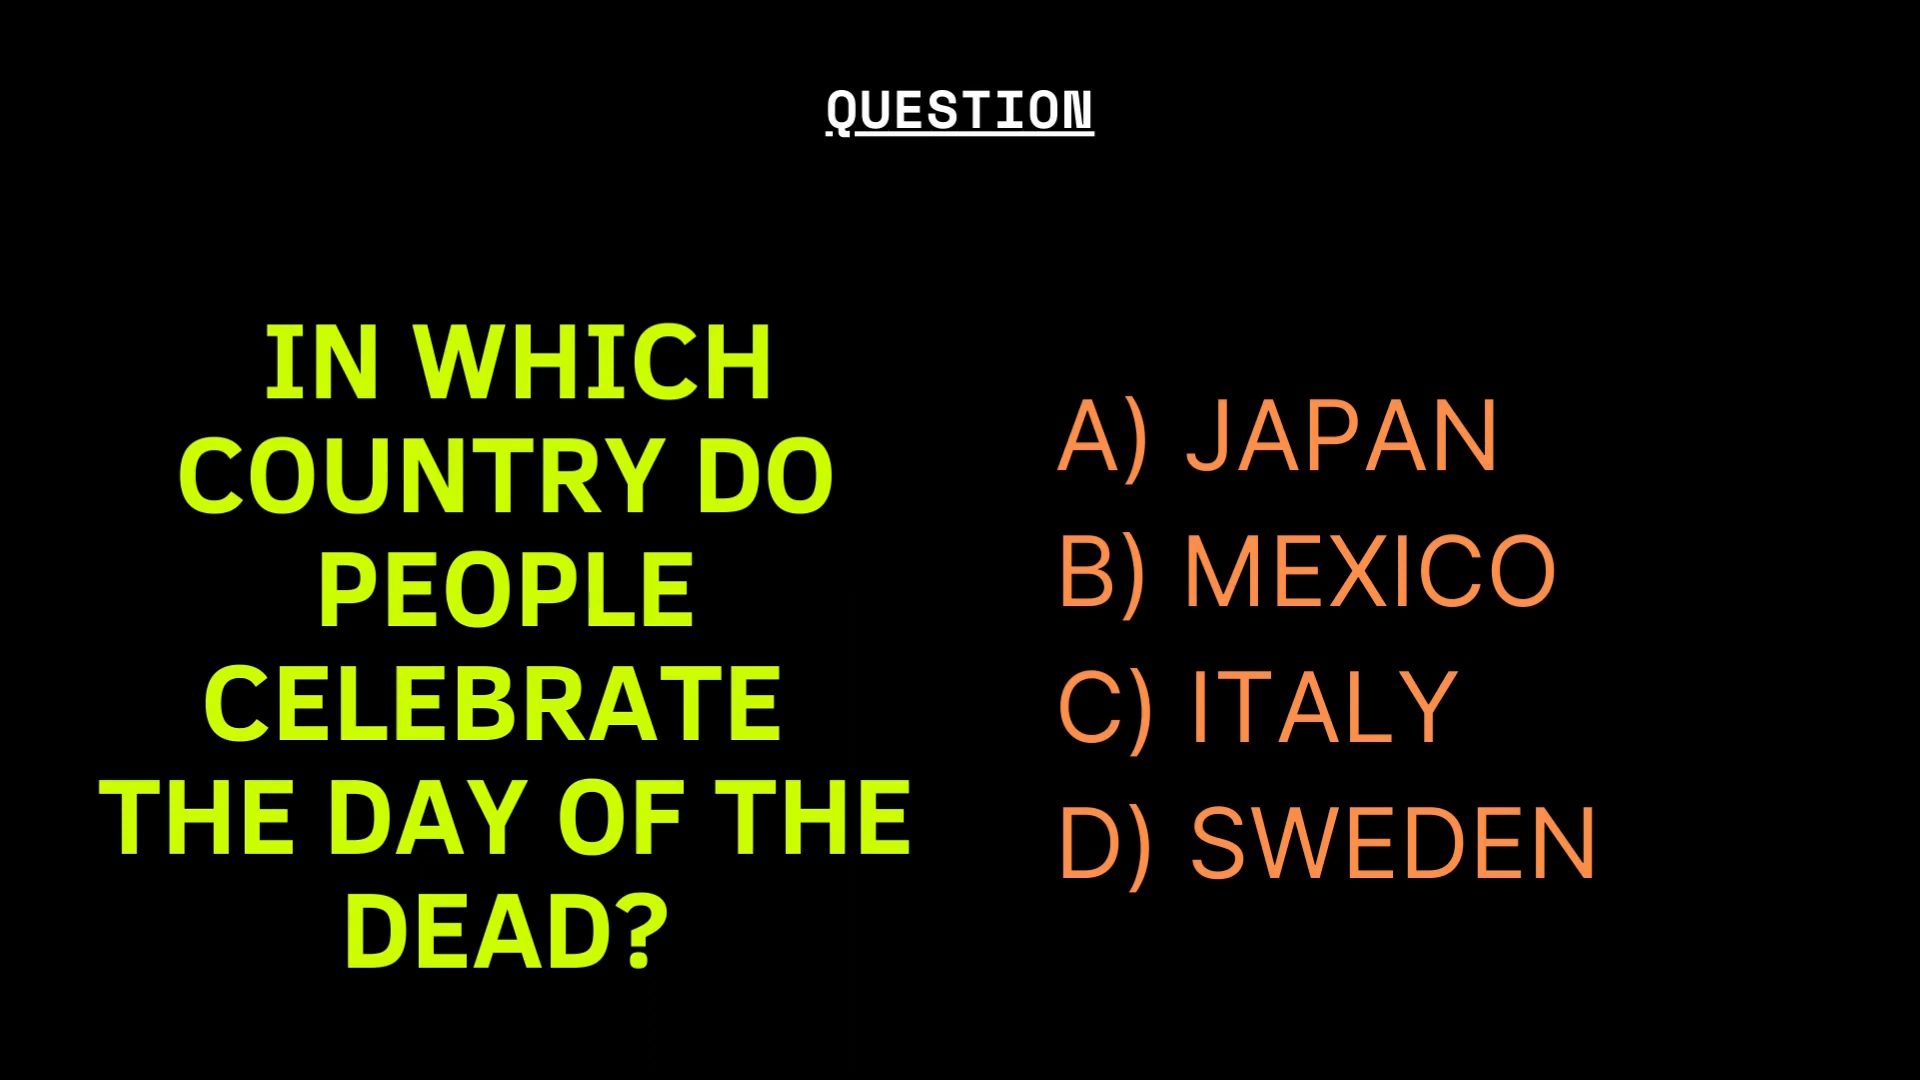 QUESTION
IN WHICH
COUNTRY DO
PEOPLE
CELEBRATE
THE DAY OF THE
DEAD?
A) JAPAN
B) MEXICO
C) ITALY
D) SWEDEN